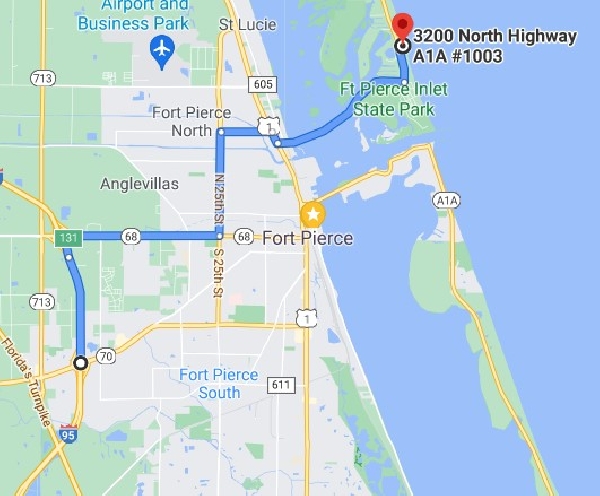 Airport and
Business Park
St Lucie
3200 North Highway
A1A #1003
713
605
Ft Pierce Inlet
State Park
Fort Pierce
North
1
Anglevillas
N 25th St
A1A
131
68
68
Fort Pierce
S 25th St
713
1
70
Florida's Turnpike
Fort Pierce
South
611
95